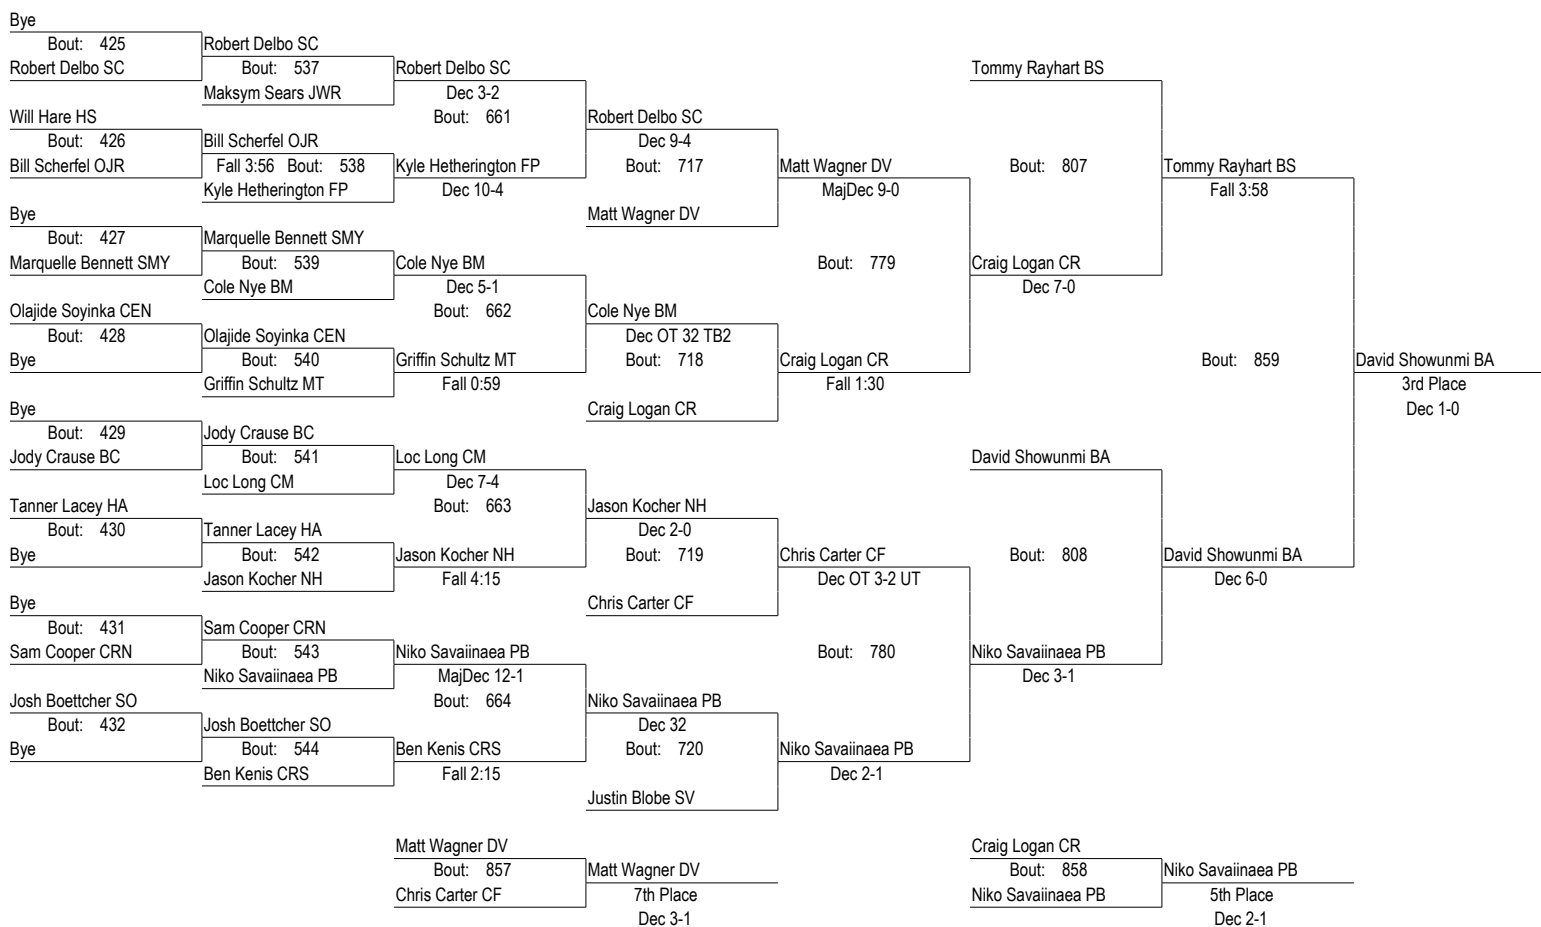 Bye
Bout: 425
Robert Delbo SC
Robert Delbo SC
Bout: 537
Robert Delbo SC
Tommy Rayhart BS
Maksym Sears JWR
Dec 3-2
Will Hare HS
Bout: 661
Robert Delbo SC
Bout: 426
Bill Scherfel OJR
Dec 9-4
Bill Scherfel OJR
Fall 3:56 Bout: 538
Kyle Hetherington FP
Bout: 717
Matt Wagner DV
Bout: 807
Tommy Rayhart BS
Kyle Hetherington FP
Dec 10-4
MajDec 9-0
Fall 3:58
Bye
Matt Wagner DV
Bout: 427
Marquelle Bennett SMY
Marquelle Bennett SMY
Bout: 539
Cole Nye BM
Bout: 779
Craig Logan CR
Cole Nye BM
Dec 5-1
Dec 7-0
Olajide Soyinka CEN
Bout: 662
Cole Nye BM
Bout: 428
Olajide Soyinka CEN
Dec OT 32 TB2
Bye
Bout: 540
Griffin Schultz MT
Bout: 718
Craig Logan CR
Bout: 859
David Showunmi BA
Griffin Schultz MT
Fall 0:59
Fall 1:30
3rd Place
Bye
Craig Logan CR
Dec 1-0
Bout: 429
Jody Crause BC
Jody Crause BC
Bout: 541
Loc Long CM
David Showunmi BA
Loc Long CM
Dec 7-4
Tanner Lacey HA
Bout: 663
Jason Kocher NH
Bout: 430
Tanner Lacey HA
Dec 2-0
Bye
Bout: 542
Jason Kocher NH
Bout: 719
Chris Carter CF
Bout: 808
David Showunmi BA
Jason Kocher NH
Fall 4:15
Dec OT 3-2 UT
Dec 6-0
Bye
Chris Carter CF
Bout: 431
Sam Cooper CRN
Sam Cooper CRN
Bout: 543
Niko Savaiinaea PB
Bout: 780
Niko Savaiinaea PB
Niko Savaiinaea PB
MajDec 12-1
Dec 3-1
Josh Boettcher SO
Bout: 664
Niko Savaiinaea PB
Bout: 432
Josh Boettcher SO
Dec 32
Bye
Bout: 544
Ben Kenis CRS
Bout: 720
Niko Savaiinaea PB
Ben Kenis CRS
Fall 2:15
Dec 2-1
Justin Blobe SV
Matt Wagner DV
Craig Logan CR
Bout: 857
Matt Wagner DV
Bout: 858
Niko Savaiinaea PB
Chris Carter CF
7th Place
Niko Savaiinaea PB
5th Place
Dec 3-1
Dec 2-1